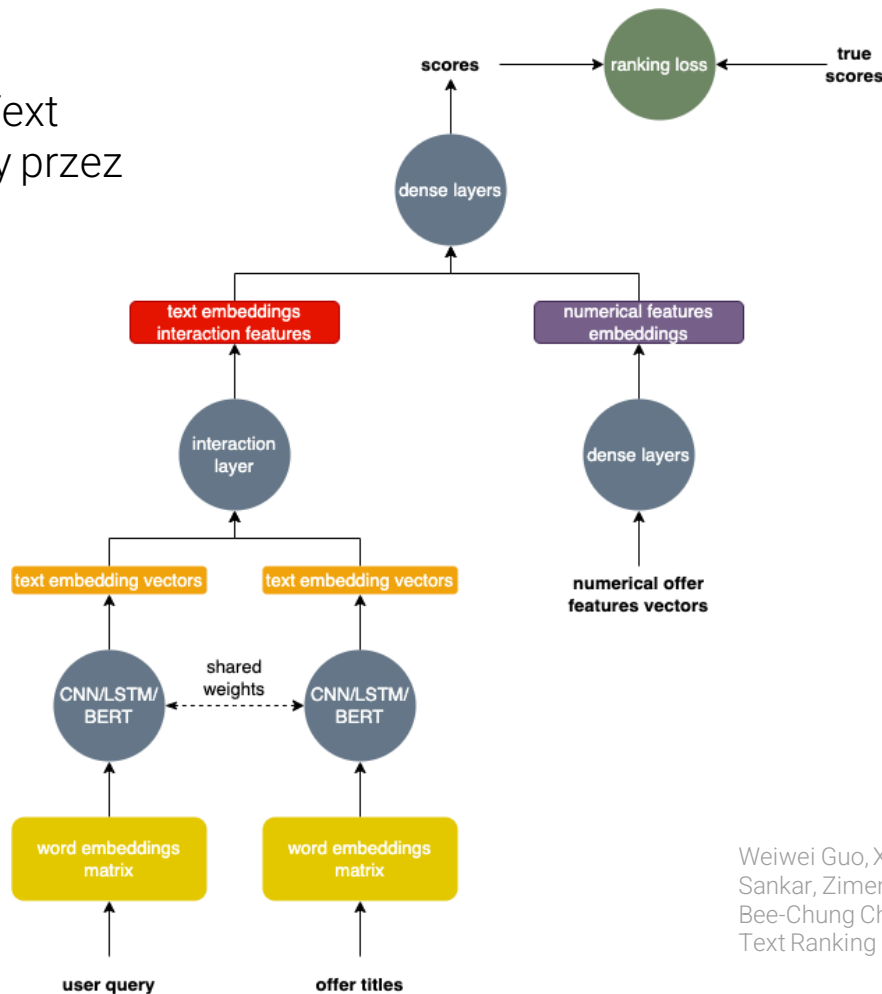 y przez
scores
ranking loss
true
scores
dense layers
text embeddings
interaction features
numerical features
embeddings
interaction
layer
dense layers
text embedding vectors
text embedding vectors
numerical offer
features vectors
shared
weights
CNN/LSTM/
BERT
CNN/LSTM/
BERT
word embeddings
matrix
word embeddings
matrix
Weiwei Guo, X
Sankar, Zimen
Bee-Chung Ch
Text Ranking
user query
offer titles